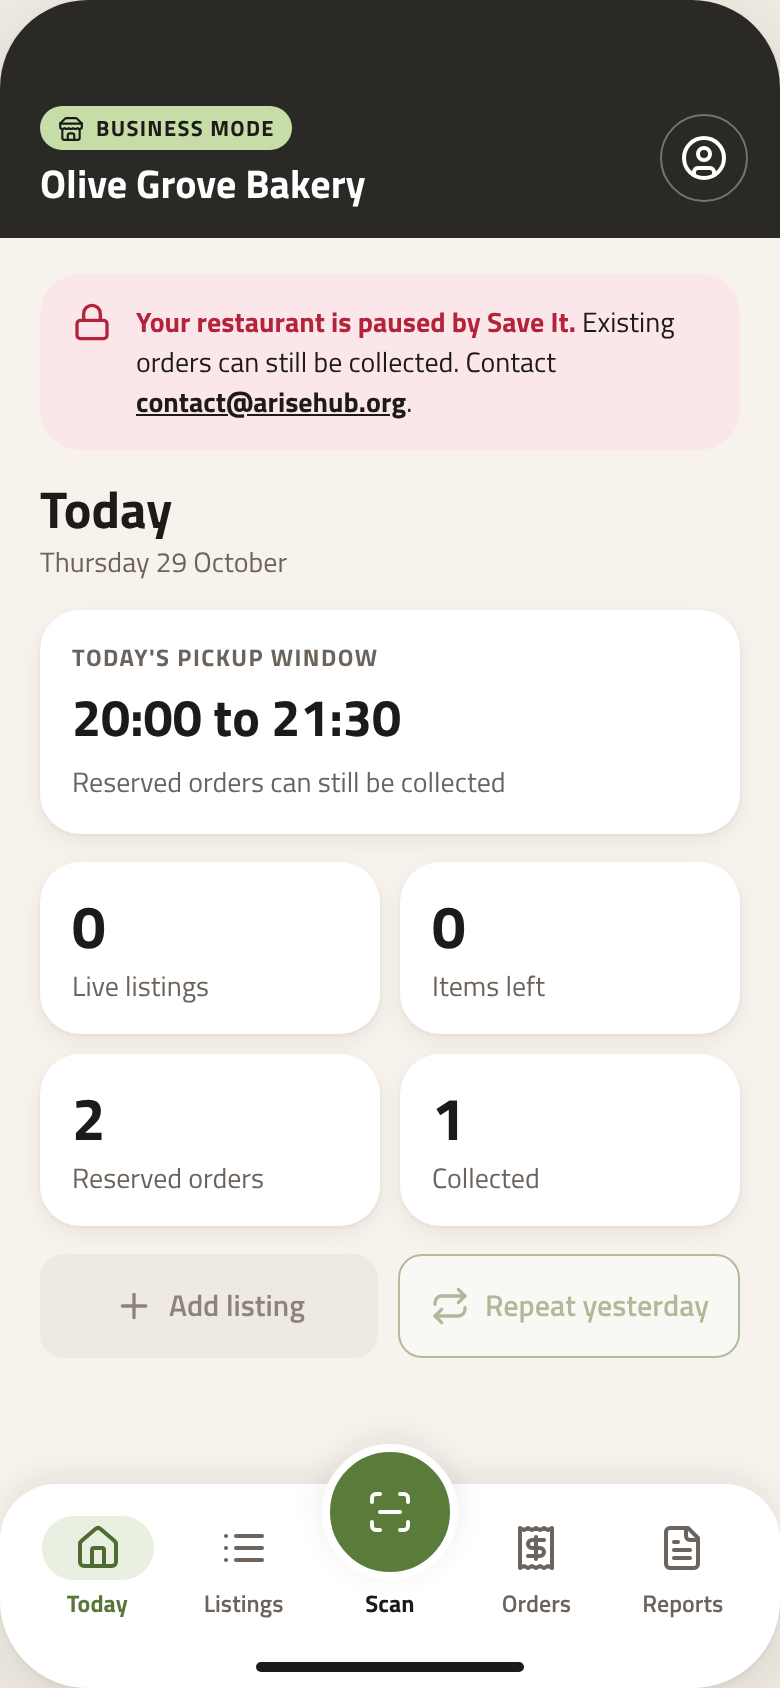 BUSINESS MODE
Olive Grove Bakery
Your restaurant is paused by Save It. Existing
orders can still be collected. Contact
contact@arisehub.org.
Today
Thursday 29 October
TODAY'S PICKUP WINDOW
20:00 to 21:30
Reserved orders can still be collected
0
Live listings
0
Items left
2
Reserved orders
1
Collected
Add listing
Repeat yesterday
Today
Listings
Scan
Orders
Reports